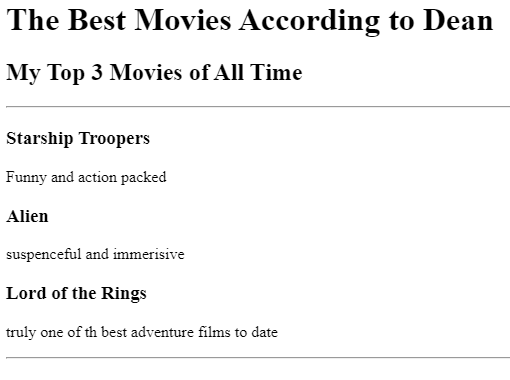 The Best Movies According to Dean
My Top 3 Movies of All Time
Starship Troopers
Funny and action packed
Alien
suspenceful and immerisive
Lord of the Rings
truly one of th best adventure films to date